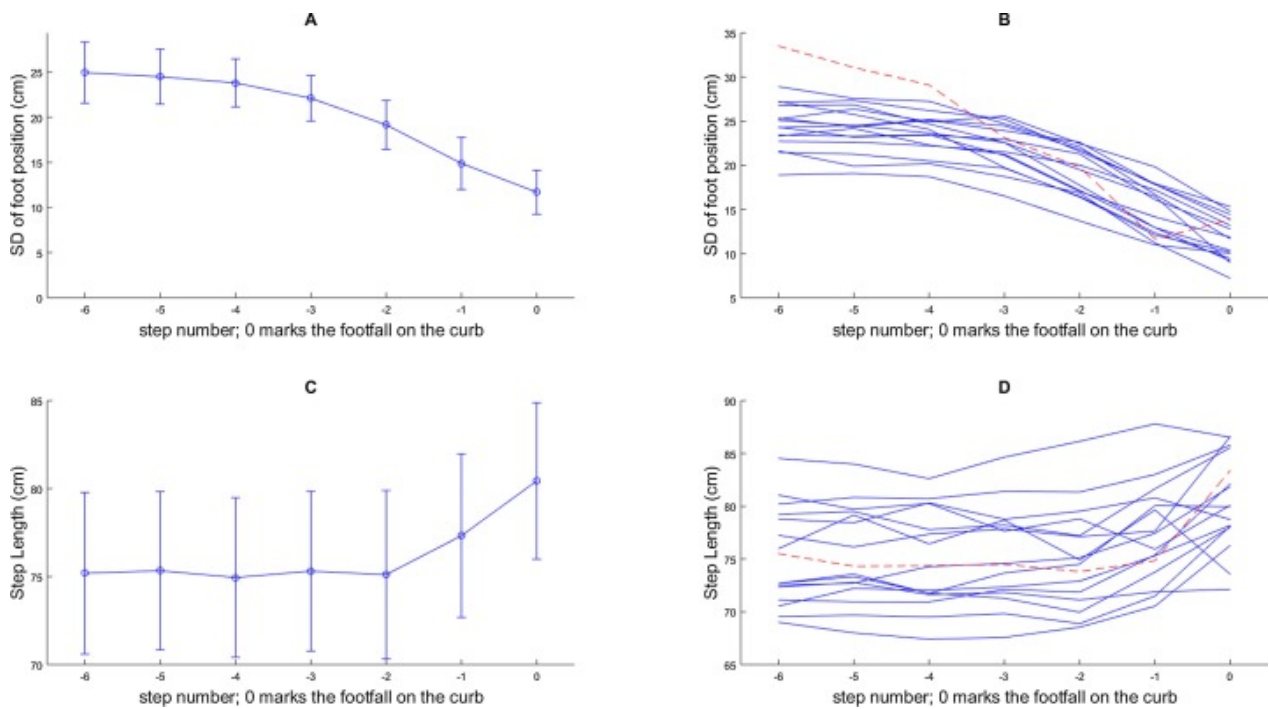 A
SD of foot position (cm)
25
20
15
10
5
0
-6 -5 -4 -3 -2 -1 0
step number; 0 marks the footfall on the curb
B
SD of foot position (cm)
35
30
25
20
15
10
5
-6 -5 -4 -3 -2 -1 0
step number; 0 marks the footfall on the curb
C
Step Length (cm)
85
80
75
70
-6 -5 -4 -3 -2 -1 0
step number; 0 marks the footfall on the curb
D
Step Length (cm)
90
85
80
75
70
65
-6 -5 -4 -3 -2 -1 0
step number; 0 marks the footfall on the curb